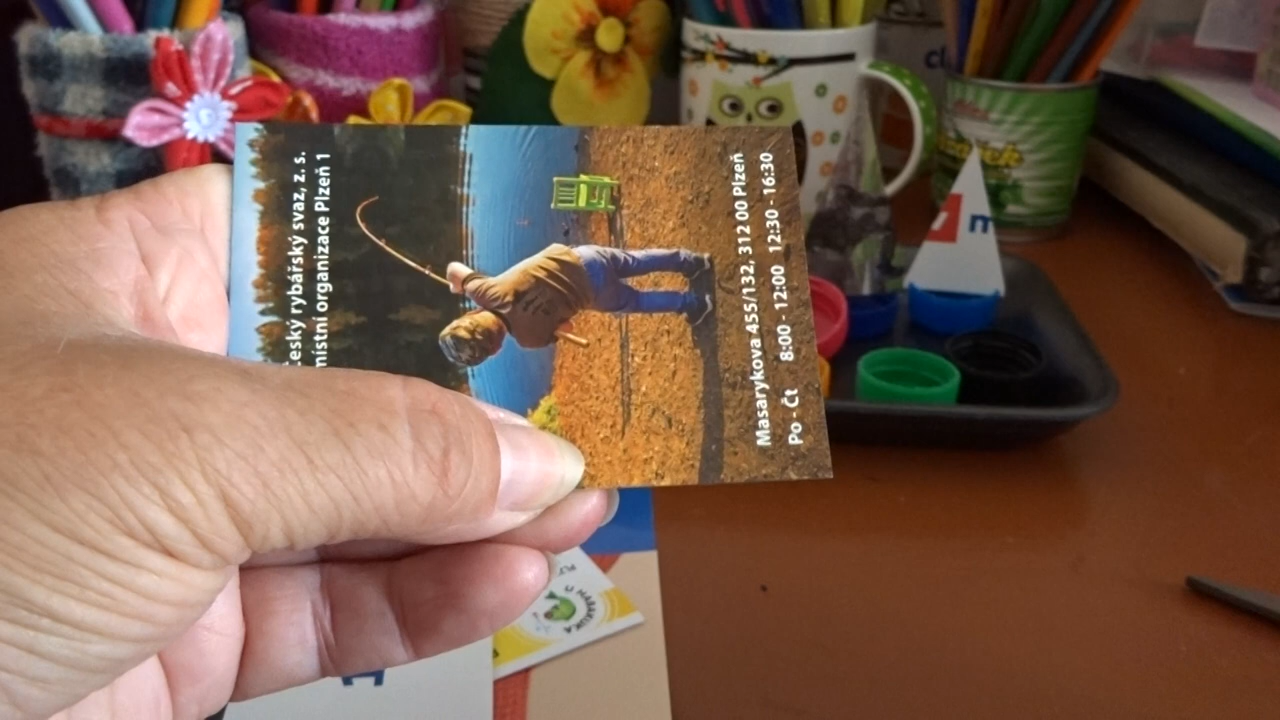 Český rybářský svaz, z. s.
místní organizace Plzeň 1
Masarykova 455/132, 312 00 Plzeň
Po - Čt 8:00 - 12:00 12:30 - 16:30